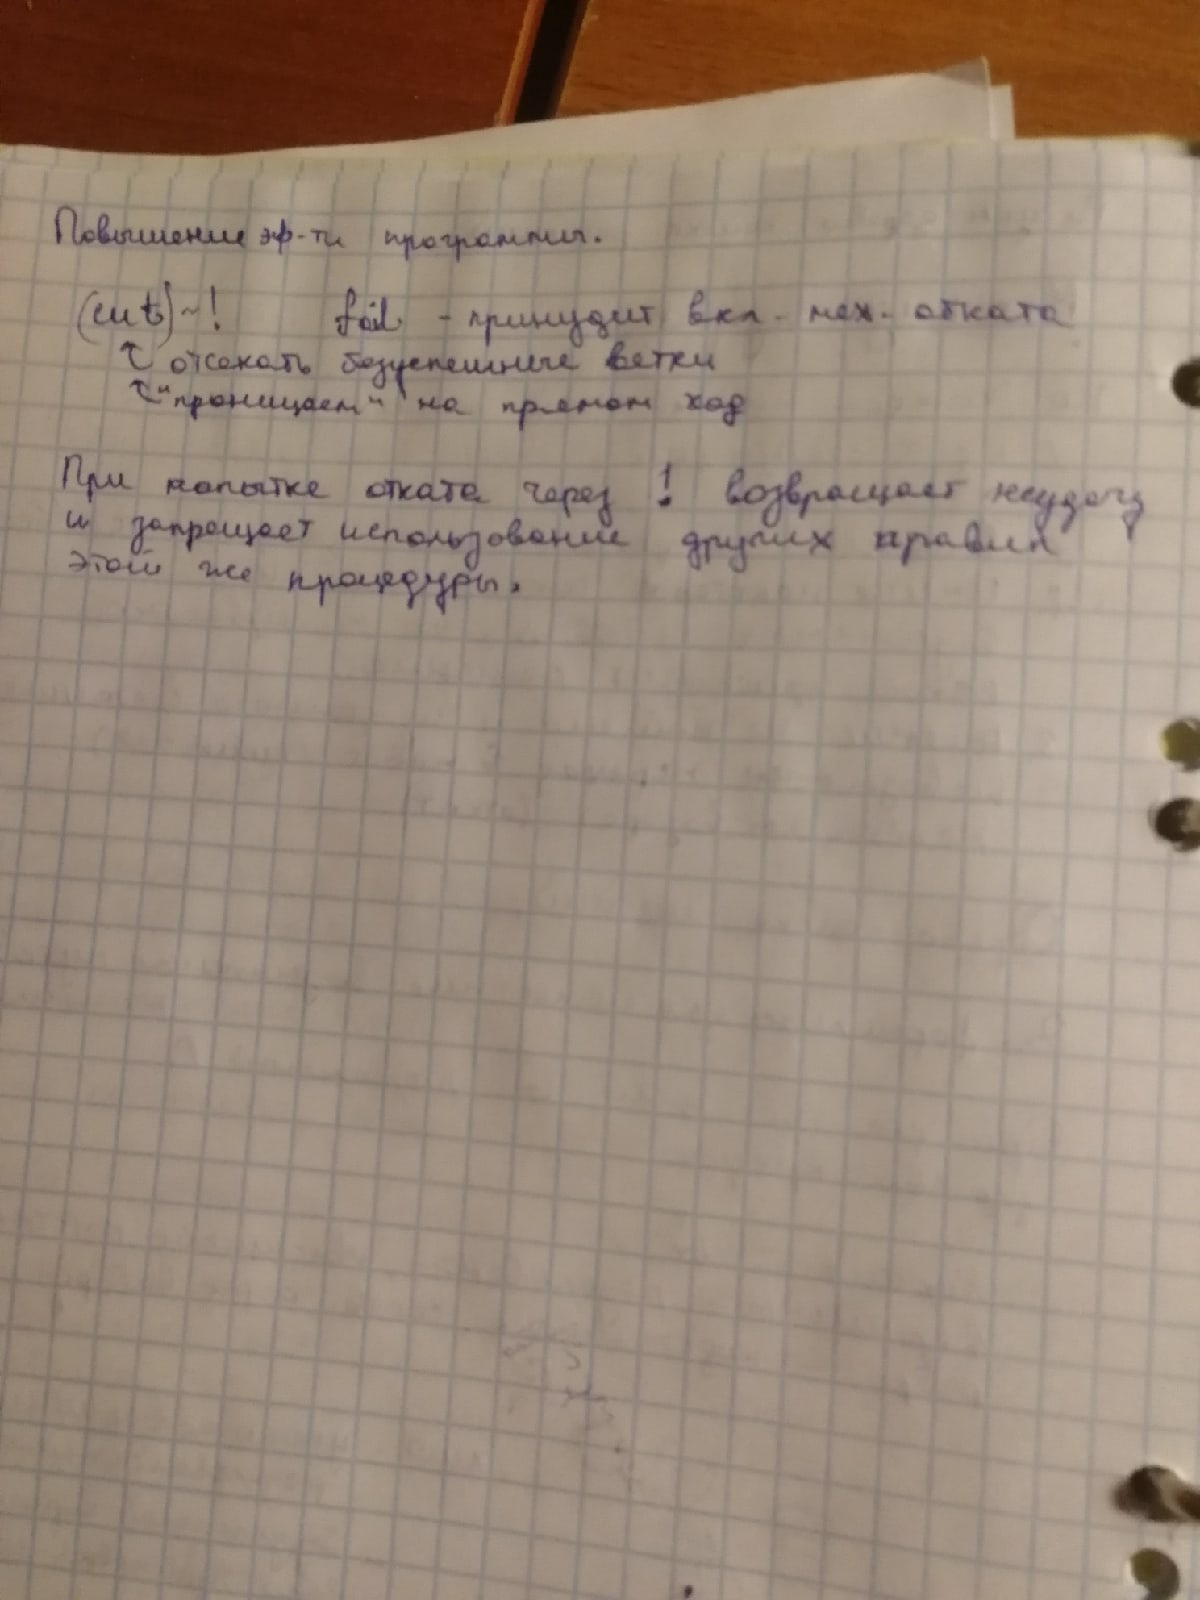 Повышение эф-ти программы.
(cut) ~ ! fail - принудит вкл. мех. отката
↖ отсекать безуспешные ветки
↖ "проницаем" на прямом ход
При попытке отката через ! возвращает неудачу
и запрещает использование других правил
этой же процедуры.